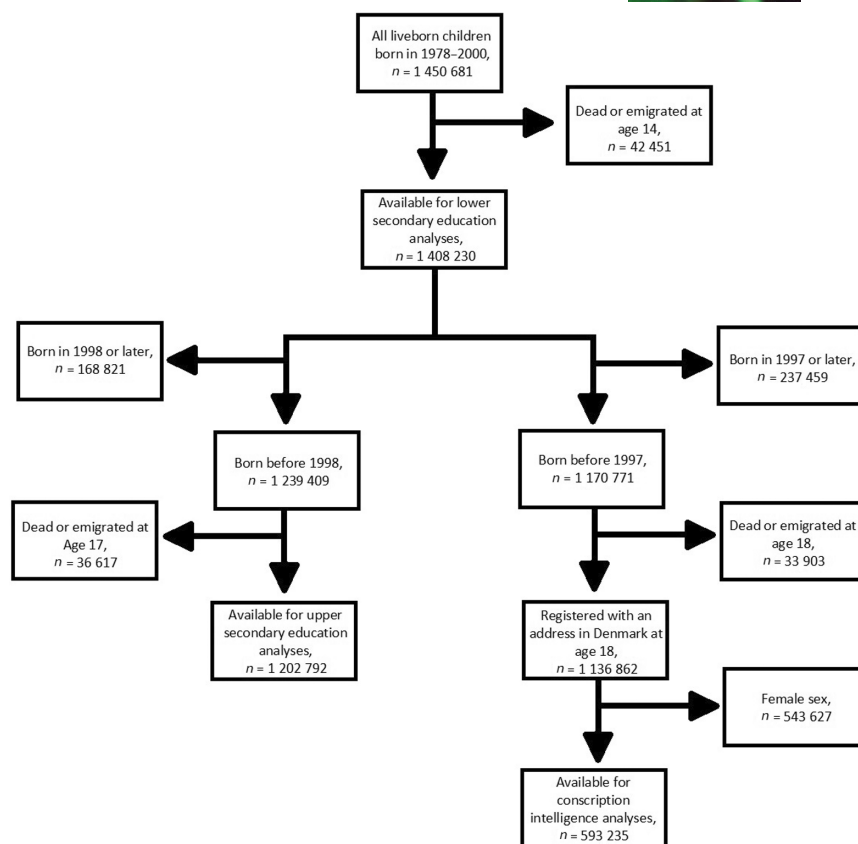 All liveborn children
born in 1978–2000,
n = 1 450 681
Dead or emigrated at
age 14,
n = 42 451
Available for lower
secondary education
analyses,
n = 1 408 230
Born in 1998 or later,
n = 168 821
Born in 1997 or later,
n = 237 459
Born before 1998,
n = 1 239 409
Born before 1997,
n = 1 170 771
Dead or emigrated at
Age 17,
n = 36 617
Dead or emigrated at
age 18,
n = 33 903
Available for upper
secondary education
analyses,
n = 1 202 792
Registered with an
address in Denmark at
age 18,
n = 1 136 862
Female sex,
n = 543 627
Available for
conscription
intelligence analyses,
n = 593 235